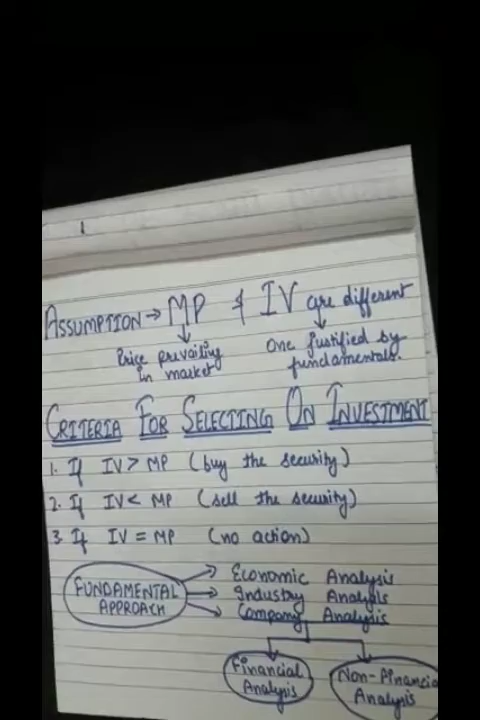 ASSUMPTION → MP & IV are different
Price prevailing in market
One justified by fundamentals.
CRITERIA FOR SELECTING ON INVESTMENT
1. If IV > MP (buy the security)
2. If IV < MP (sell the security)
3. If IV = MP (no action)
FUNDAMENTAL APPROACH
Economic Analysis
Industry Analysis
Company Analysis
Financial Analysis
Non-Financial Analysis